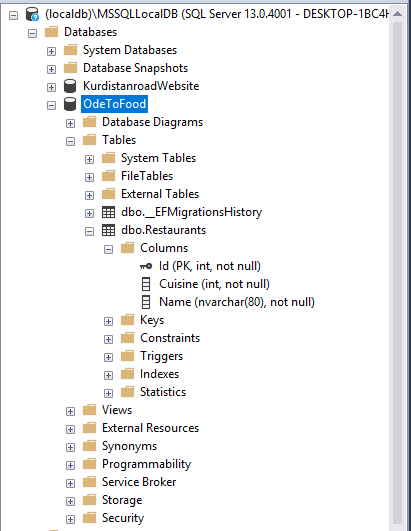 (localdb)\MSSQLLocalDB (SQL Server 13.0.4001 - DESKTOP-1BC4H
Databases
System Databases
Database Snapshots
KurdistanroadWebsite
OdeToFood
Database Diagrams
Tables
System Tables
FileTables
External Tables
dbo.__EFMigrationsHistory
dbo.Restaurants
Columns
Id (PK, int, not null)
Cuisine (int, not null)
Name (nvarchar(80), not null)
Keys
Constraints
Triggers
Indexes
Statistics
Views
External Resources
Synonyms
Programmability
Service Broker
Storage
Security